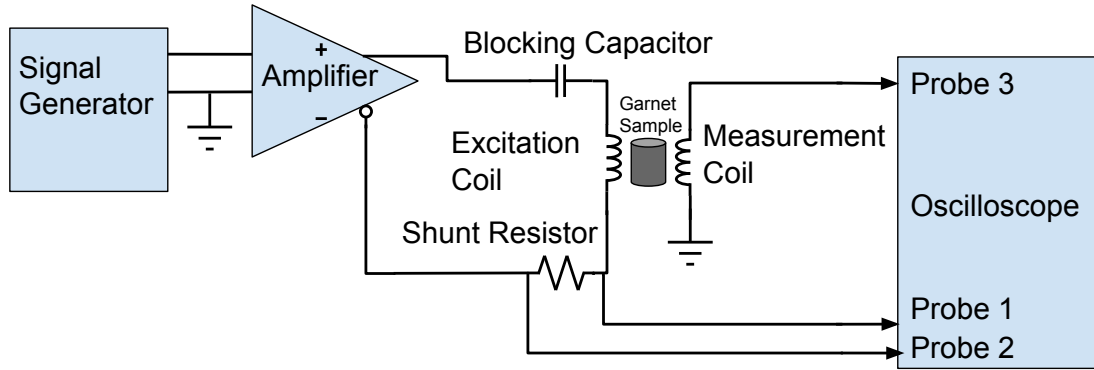 Signal
Generator
+
Amplifier
−
Blocking Capacitor
Garnet
Sample
Excitation
Coil
Measurement
Coil
Shunt Resistor
Probe 3
Oscilloscope
Probe 1
Probe 2